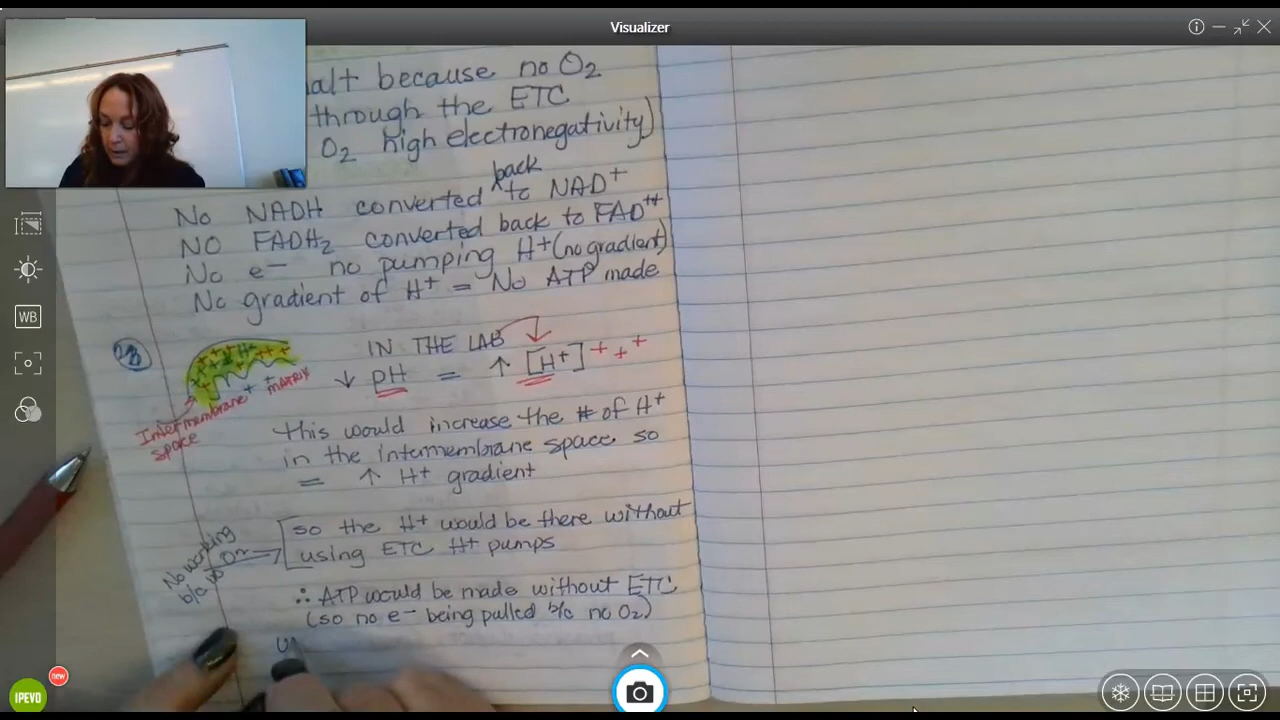 Visualizer
halt because no O2
through the ETC
O2 high electronegativity)
back
No NADH converted to NAD+
NO FADH2 converted back to FAD++
No e- no pumping H+ (no gradient)
No gradient of H+ = No ATP made
IN THE LAB
↓ pH = ↑ [H+] + + +
Intermembrane
space
MATRIX
This would increase the # of H+
in the intermembrane space so
= ↑ H+ gradient
No working
b/c no O2
so the H+ would be there without
using ETC H+ pumps
∴ ATP would be made without ETC
(so no e- being pulled b/c no O2)
WB
new
IPEVO